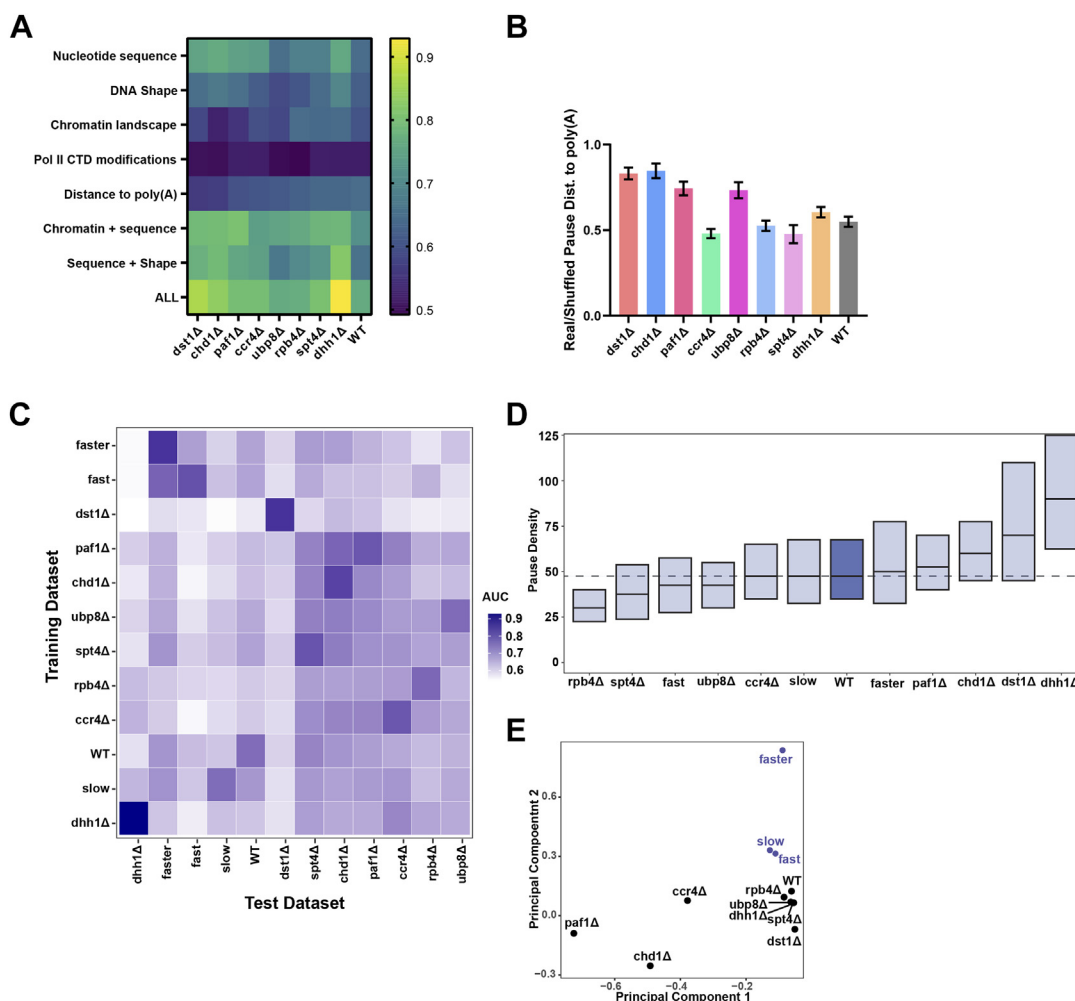 A
Nucleotide sequence
DNA Shape
Chromatin landscape
Pol II CTD modifications
Distance to poly(A)
Chromatin + sequence
Sequence + Shape
ALL
dst1Δ
chd1Δ
paf1Δ
ccr4Δ
ubp8Δ
rpb4Δ
spt4Δ
dhh1Δ
WT
0.9
0.8
0.7
0.6
0.5
B
Real/Shuffled Pause Dist. to poly(A)
1.0
0.5
0.0
dst1Δ
chd1Δ
paf1Δ
ccr4Δ
ubp8Δ
rpb4Δ
spt4Δ
dhh1Δ
WT
C
Training Dataset
faster
fast
dst1Δ
paf1Δ
chd1Δ
ubp8Δ
spt4Δ
rpb4Δ
ccr4Δ
WT
slow
dhh1Δ
dhh1Δ
faster
fast
slow
WT
dst1Δ
spt4Δ
chd1Δ
paf1Δ
ccr4Δ
rpb4Δ
ubp8Δ
Test Dataset
AUC
0.9
0.8
0.7
0.6
D
Pause Density
125
100
75
50
25
0
rpb4Δ
spt4Δ
fast
ubp8Δ
ccr4Δ
slow
WT
faster
paf1Δ
chd1Δ
dst1Δ
dhh1Δ
E
Principal Compoentnt 2
0.6
0.3
0.0
−0.3
faster
slow
fast
WT
rpb4Δ
ubp8Δ
dhh1Δ
spt4Δ
dst1Δ
ccr4Δ
paf1Δ
chd1Δ
−0.6
−0.4
−0.2
Principal Component 1